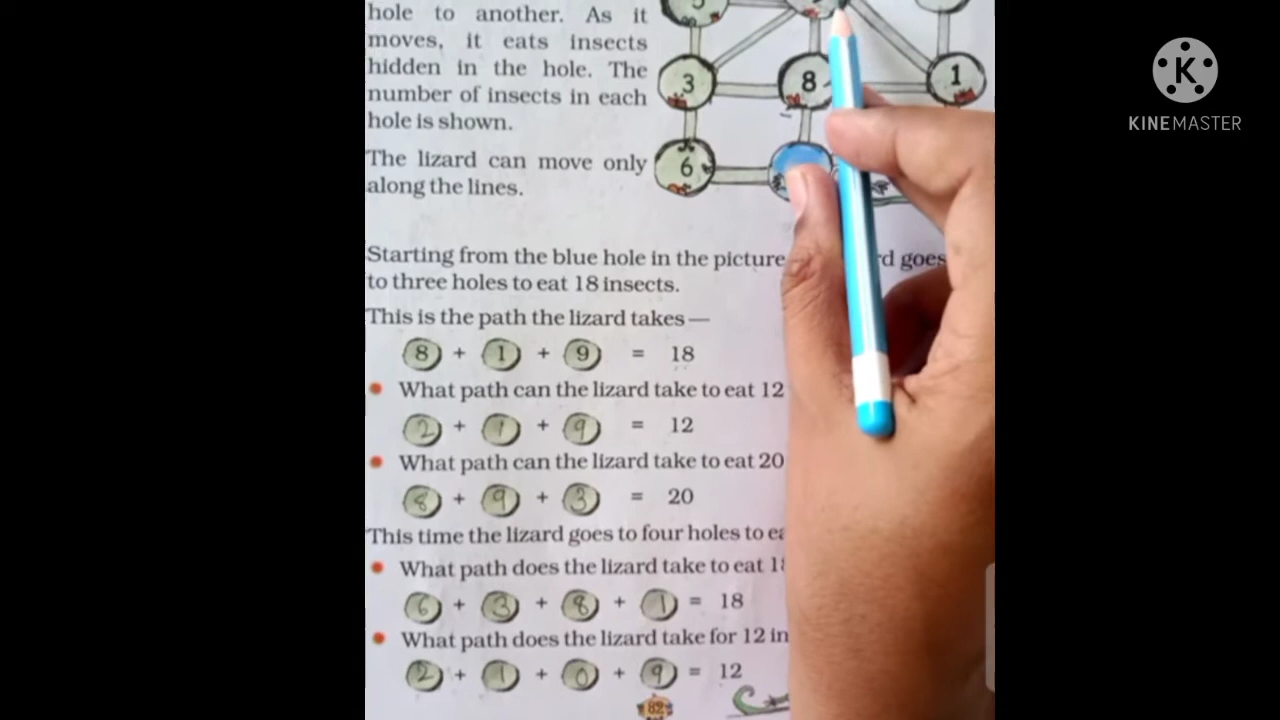 hole to another. As it
moves, it eats insects
hidden in the hole. The
number of insects in each
hole is shown.
The lizard can move only
along the lines.
3 8 1
6
Starting from the blue hole in the picture goes
to three holes to eat 18 insects.
This is the path the lizard takes —
8 + 1 + 9 = 18
What path can the lizard take to eat 12
2 + 1 + 9 = 12
What path can the lizard take to eat 20
8 + 9 + 3 = 20
This time the lizard goes to four holes to
What path does the lizard take to eat
6 + 3 + 8 + 1 = 18
What path does the lizard take for 12 in
2 + 1 + 0 + 9 = 12
82
K
KINEMASTER